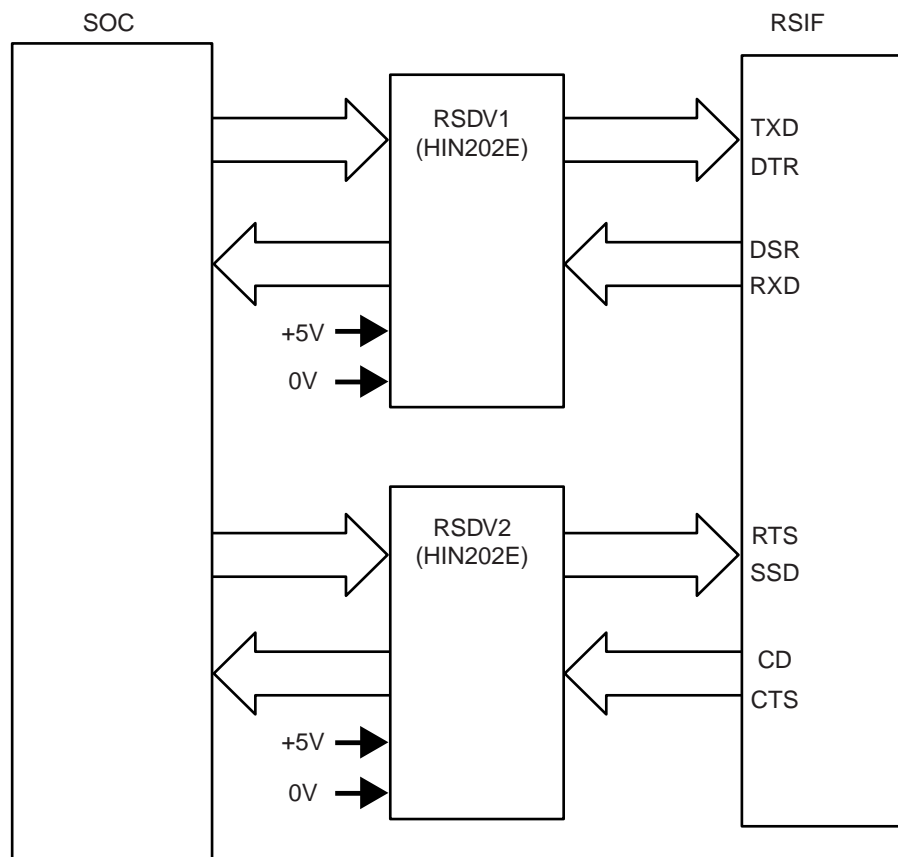 SOC
RSIF
RSDV1
(HIN202E)
TXD
DTR
DSR
RXD
+5V
0V
RSDV2
(HIN202E)
RTS
SSD
CD
CTS
+5V
0V